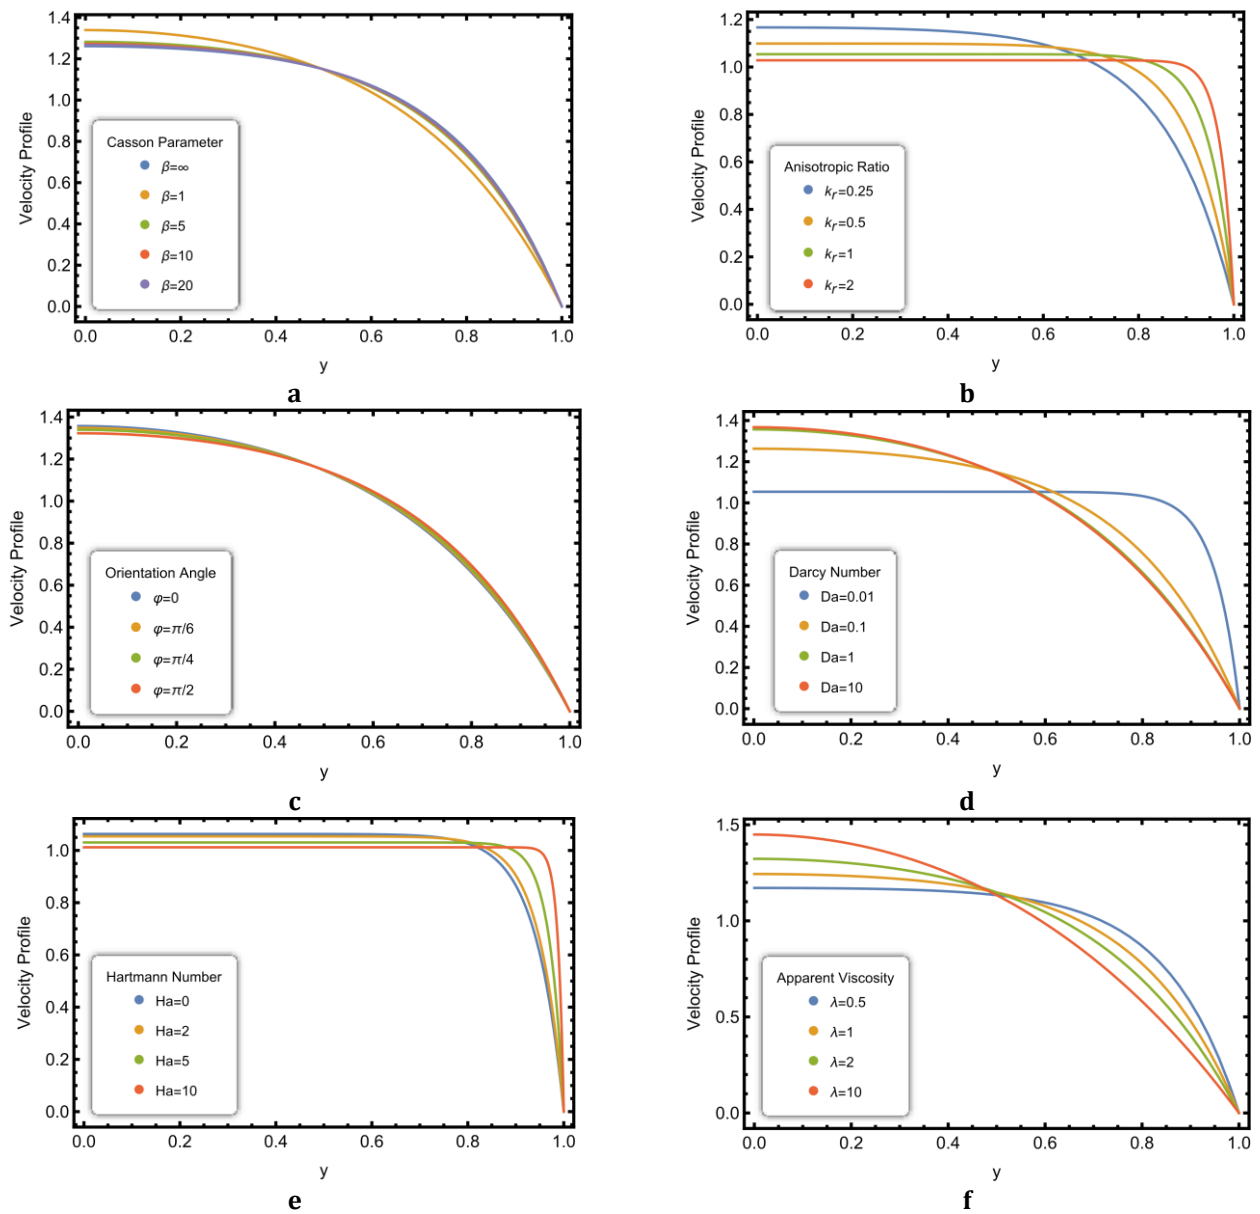 1.4
1.2
1.0
0.8
0.6
0.4
0.2
0.0
Velocity Profile
Casson Parameter
β=∞
β=1
β=5
β=10
β=20
0.0 0.2 0.4 0.6 0.8 1.0
y
a
1.2
1.0
0.8
0.6
0.4
0.2
0.0
Velocity Profile
Anisotropic Ratio
kr=0.25
kr=0.5
kr=1
kr=2
0.0 0.2 0.4 0.6 0.8 1.0
y
b
1.4
1.2
1.0
0.8
0.6
0.4
0.2
0.0
Velocity Profile
Orientation Angle
φ=0
φ=π/6
φ=π/4
φ=π/2
0.0 0.2 0.4 0.6 0.8 1.0
y
c
1.4
1.2
1.0
0.8
0.6
0.4
0.2
0.0
Velocity Profile
Darcy Number
Da=0.01
Da=0.1
Da=1
Da=10
0.0 0.2 0.4 0.6 0.8 1.0
y
d
1.0
0.8
0.6
0.4
0.2
0.0
Velocity Profile
Hartmann Number
Ha=0
Ha=2
Ha=5
Ha=10
0.0 0.2 0.4 0.6 0.8 1.0
y
e
1.5
1.0
0.5
0.0
Velocity Profile
Apparent Viscosity
λ=0.5
λ=1
λ=2
λ=10
0.0 0.2 0.4 0.6 0.8 1.0
y
f